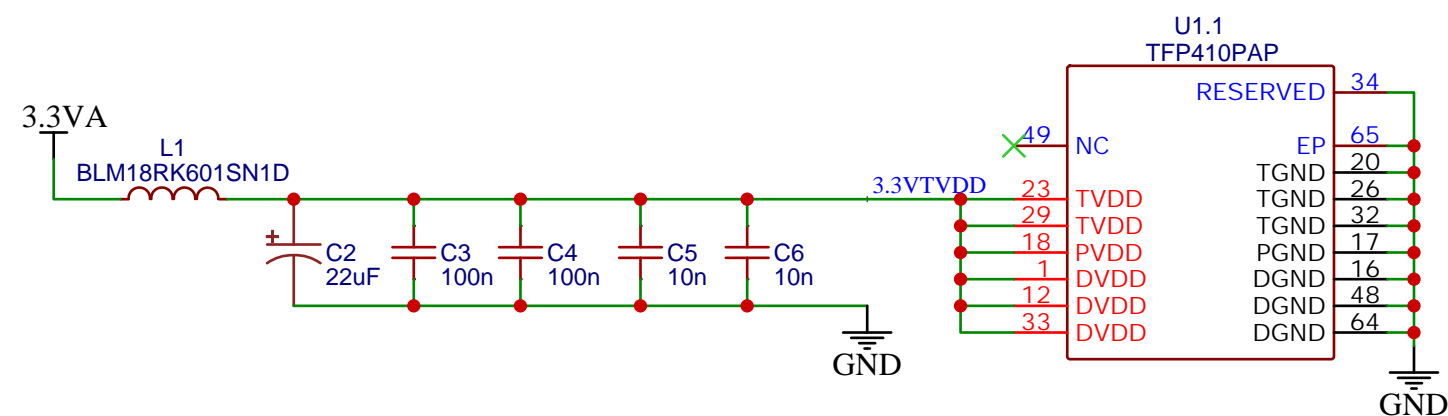 U1.1
TFP410PAP
3.3VA
L1
BLM18RK601SN1D
3.3VTVDD
C2
22uF
C3
100n
C4
100n
C5
10n
C6
10n
GND
RESERVED 34
49 NC
EP 65
TGND 20
23 TVDD TGND 26
29 TVDD TGND 32
18 PVDD PGND 17
1 DVDD DGND 16
12 DVDD DGND 48
33 DVDD DGND 64
GND